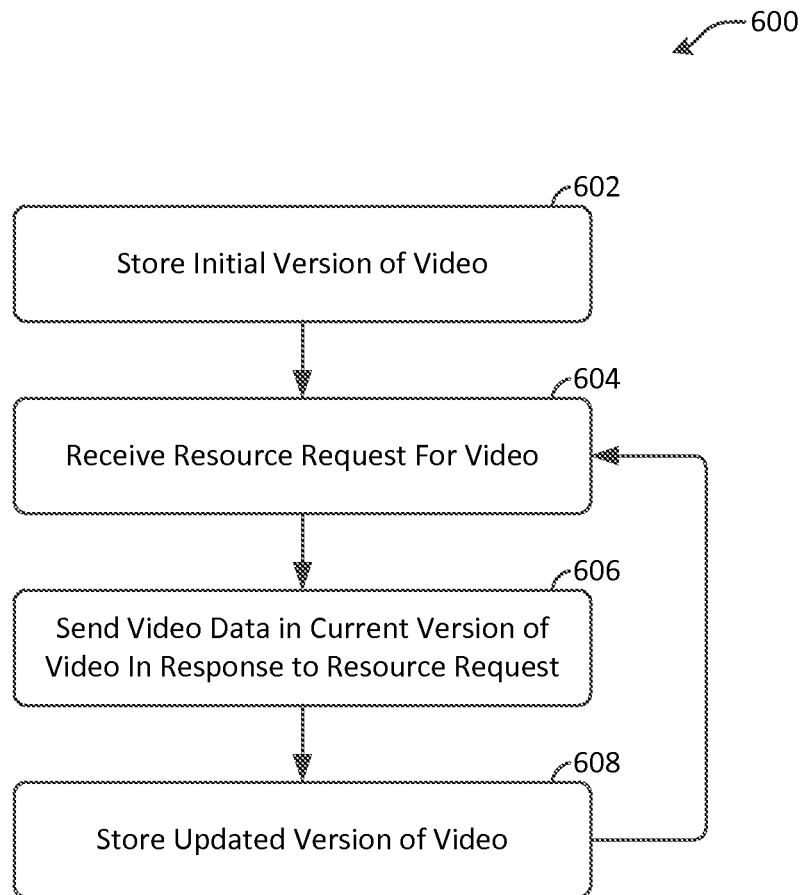 600
602
Store Initial Version of Video
604
Receive Resource Request For Video
606
Send Video Data in Current Version of
Video In Response to Resource Request
608
Store Updated Version of Video